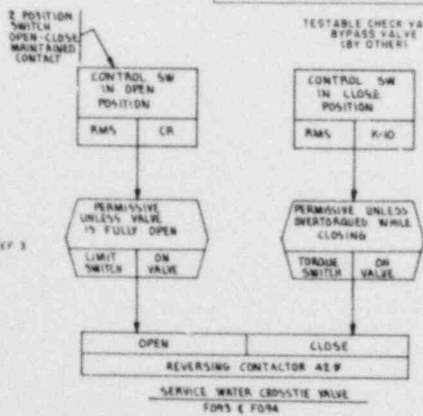 2 POSITION
SWITCH
OPEN-CLOSE
MAINTAINED
CONTACT
TESTABLE CHECK VA
BYPASS VALVE
(BY OTHER)
CONTROL SW
IN OPEN
POSITION
RMS CR
CONTROL SW
IN CLOSE
POSITION
RMS K-10
PERMISSIVE
UNLESS VALVE
IS FULLY OPEN
LIMIT
SWITCH
ON
VALVE
PERMISSIVE UNLESS
OVERTORQUED WHILE
CLOSING
TORQUE
SWITCH
ON
VALVE
EF 3
OPEN CLOSE
REVERSING CONTACTOR
SERVICE WATER CROSSTIE VALVE
F093 & F094